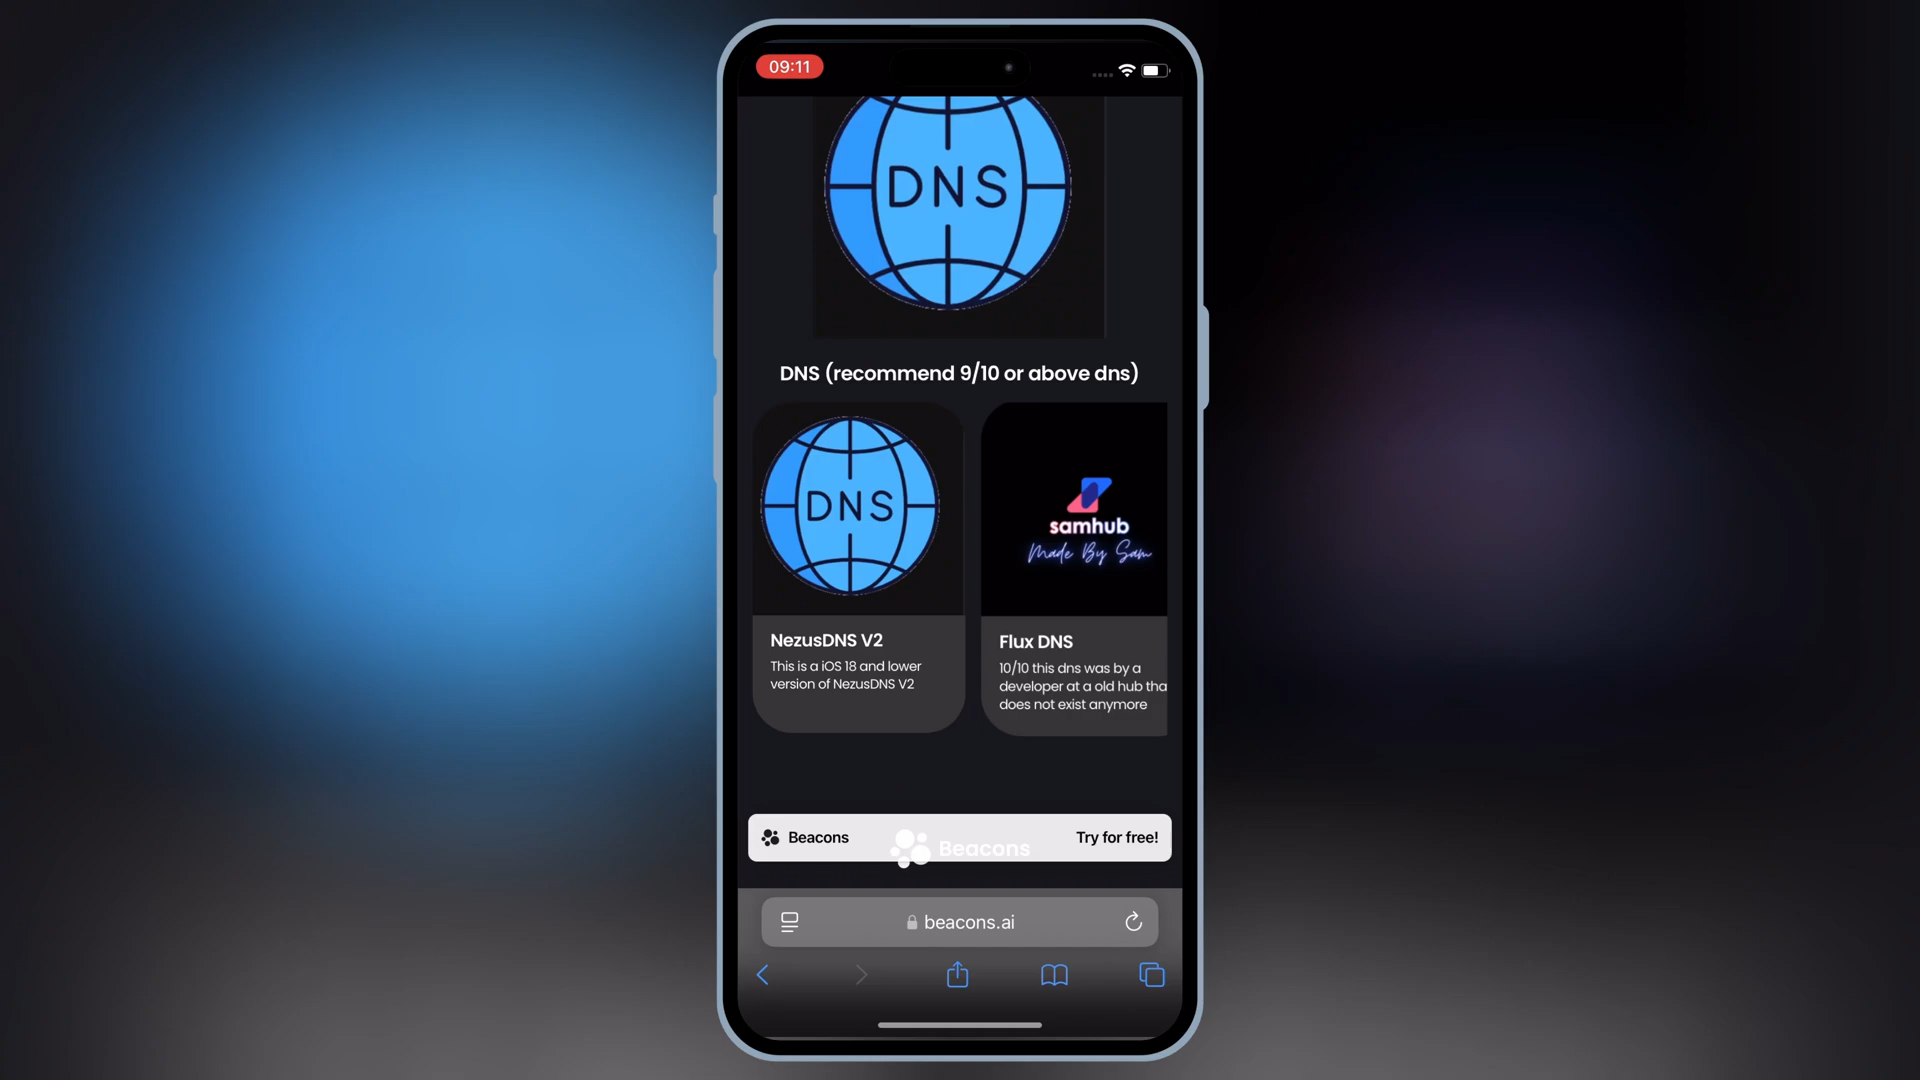 09:11
DNS
DNS (recommend 9/10 or above dns)
DNS
NezusDNS V2
This is a iOS 18 and lower
version of NezusDNS V2
samhub
Made By Sam
Flux DNS
10/10 this dns was by a
developer at a old hub tha
does not exist anymore
Beacons
Beacons
Try for free!
beacons.ai